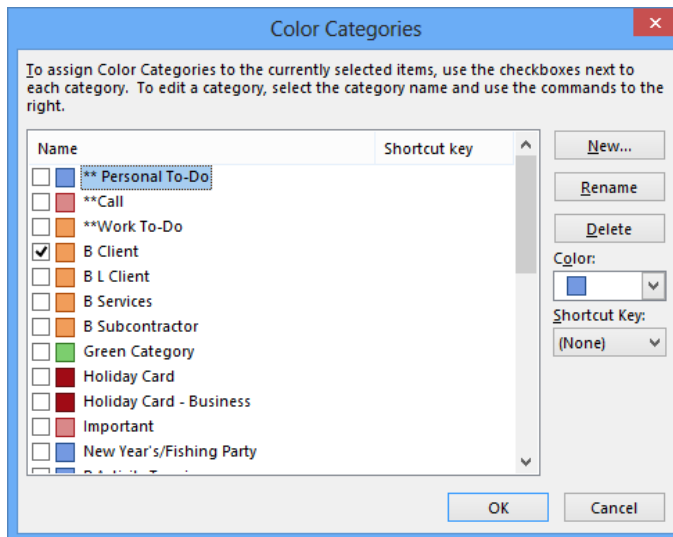 Color Categories
To assign Color Categories to the currently selected items, use the checkboxes next to
each category. To edit a category, select the category name and use the commands to the
right.
Name Shortcut key
** Personal To-Do
**Call
**Work To-Do
B Client
B L Client
B Services
B Subcontractor
Green Category
Holiday Card
Holiday Card - Business
Important
New Year's/Fishing Party
New...
Rename
Delete
Color:
Shortcut Key:
(None)
OK Cancel